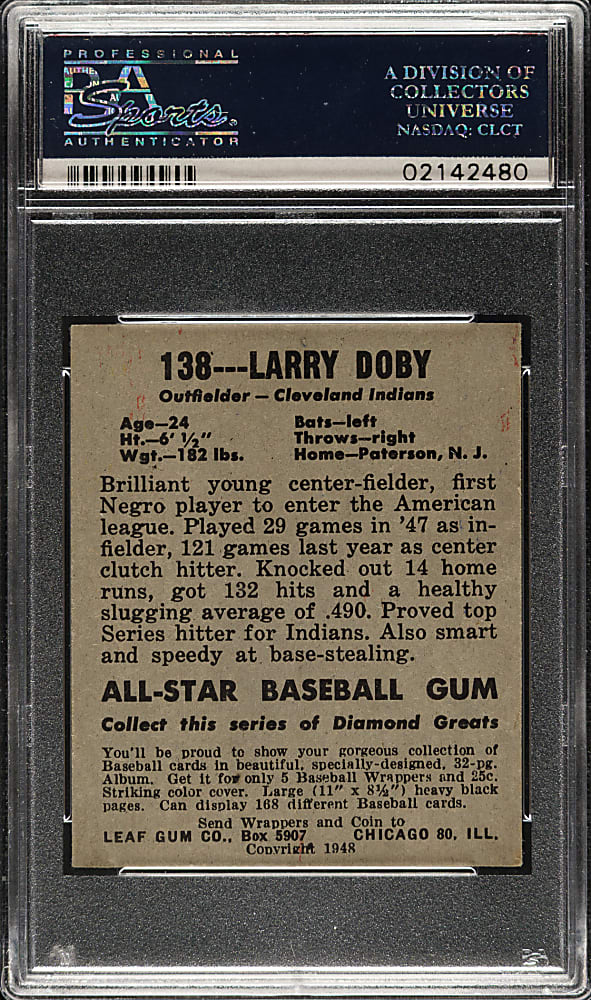 PROFESSIONAL
PSA
Sports
AUTHENTICATOR
A DIVISION OF
COLLECTORS
UNIVERSE
NASDAQ: CLCT
02142480
138---LARRY DOBY
Outfielder — Cleveland Indians
Age—24 Bats—left
Ht.—6' ½" Throws—right
Wgt.—182 lbs. Home—Paterson, N. J.
Brilliant young center-fielder, first
Negro player to enter the American
league. Played 29 games in '47 as in-
fielder, 121 games last year as center
clutch hitter. Knocked out 14 home
runs, got 132 hits and a healthy
slugging average of .490. Proved top
Series hitter for Indians. Also smart
and speedy at base-stealing.
ALL-STAR BASEBALL GUM
Collect this series of Diamond Greats
You'll be proud to show your gorgeous collection of
Baseball cards in beautiful, specially-designed, 32-pg.
Album. Get it for only 5 Baseball Wrappers and 25c.
Striking color cover. Large (11" x 8½") heavy black
pages. Can display 168 different Baseball cards.
Send Wrappers and Coin to
LEAF GUM CO., Box 5907 CHICAGO 80, ILL.
Copyright 1948